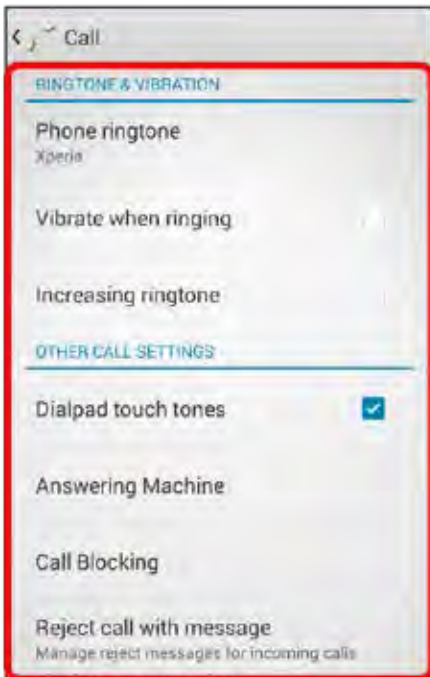 Call
RINGTONE & VIBRATION
Phone ringtone
Xperia
Vibrate when ringing
Increasing ringtone
OTHER CALL SETTINGS
Dialpad touch tones
Answering Machine
Call Blocking
Reject call with message
Manage reject messages for incoming calls